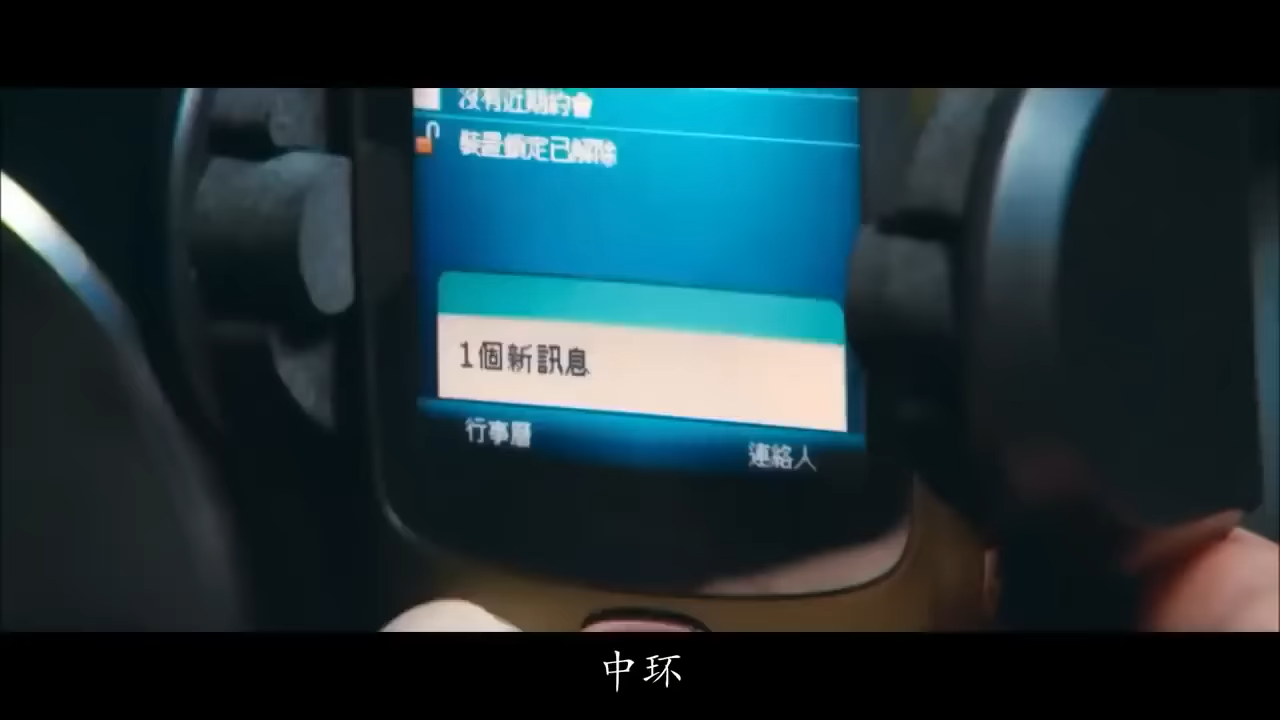 沒有近期約會
裝置鎖定已解除
1個新訊息
行事曆
連絡人
中环